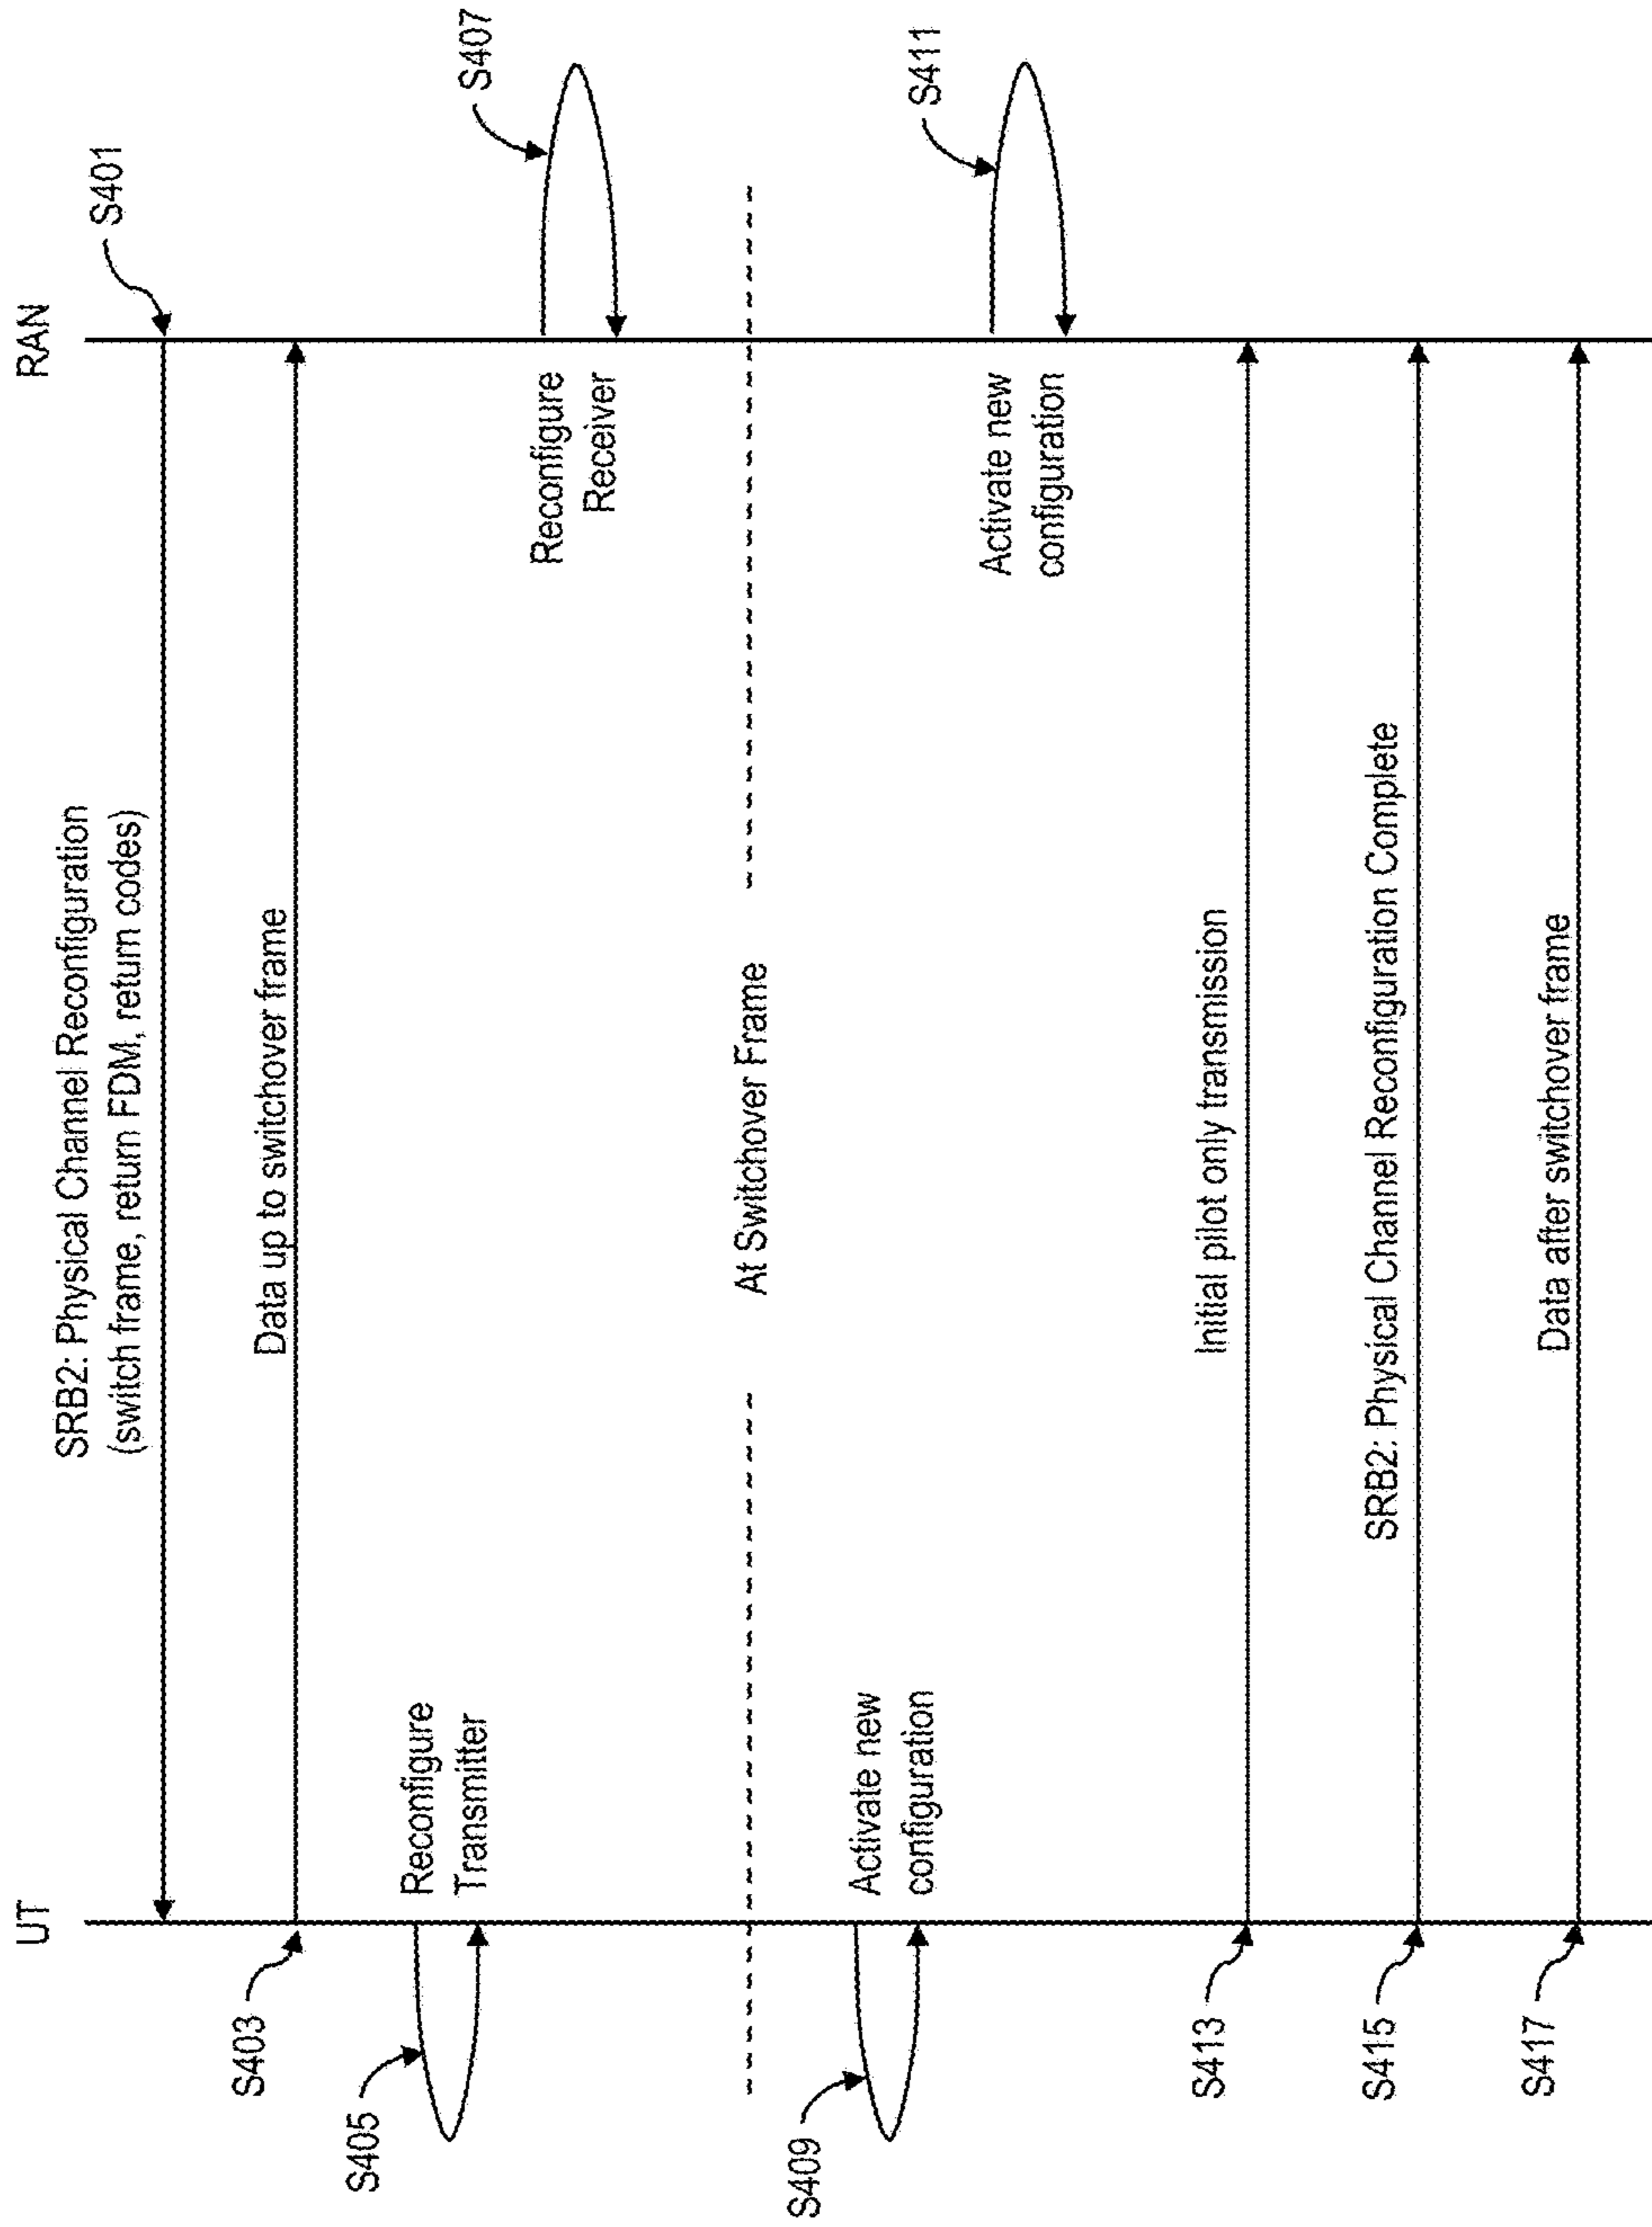 UT
RAN
SRB2: Physical Channel Reconfiguration
(switch frame, return FDM, return codes)
S401
Data up to switchover frame
S403
Reconfigure
Transmitter
S405
Reconfigure
Receiver
S407
At Switchover Frame
Activate new
configuration
S409
Activate new
configuration
S411
Initial pilot only transmission
S413
SRB2: Physical Channel Reconfiguration Complete
S415
Data after switchover frame
S417